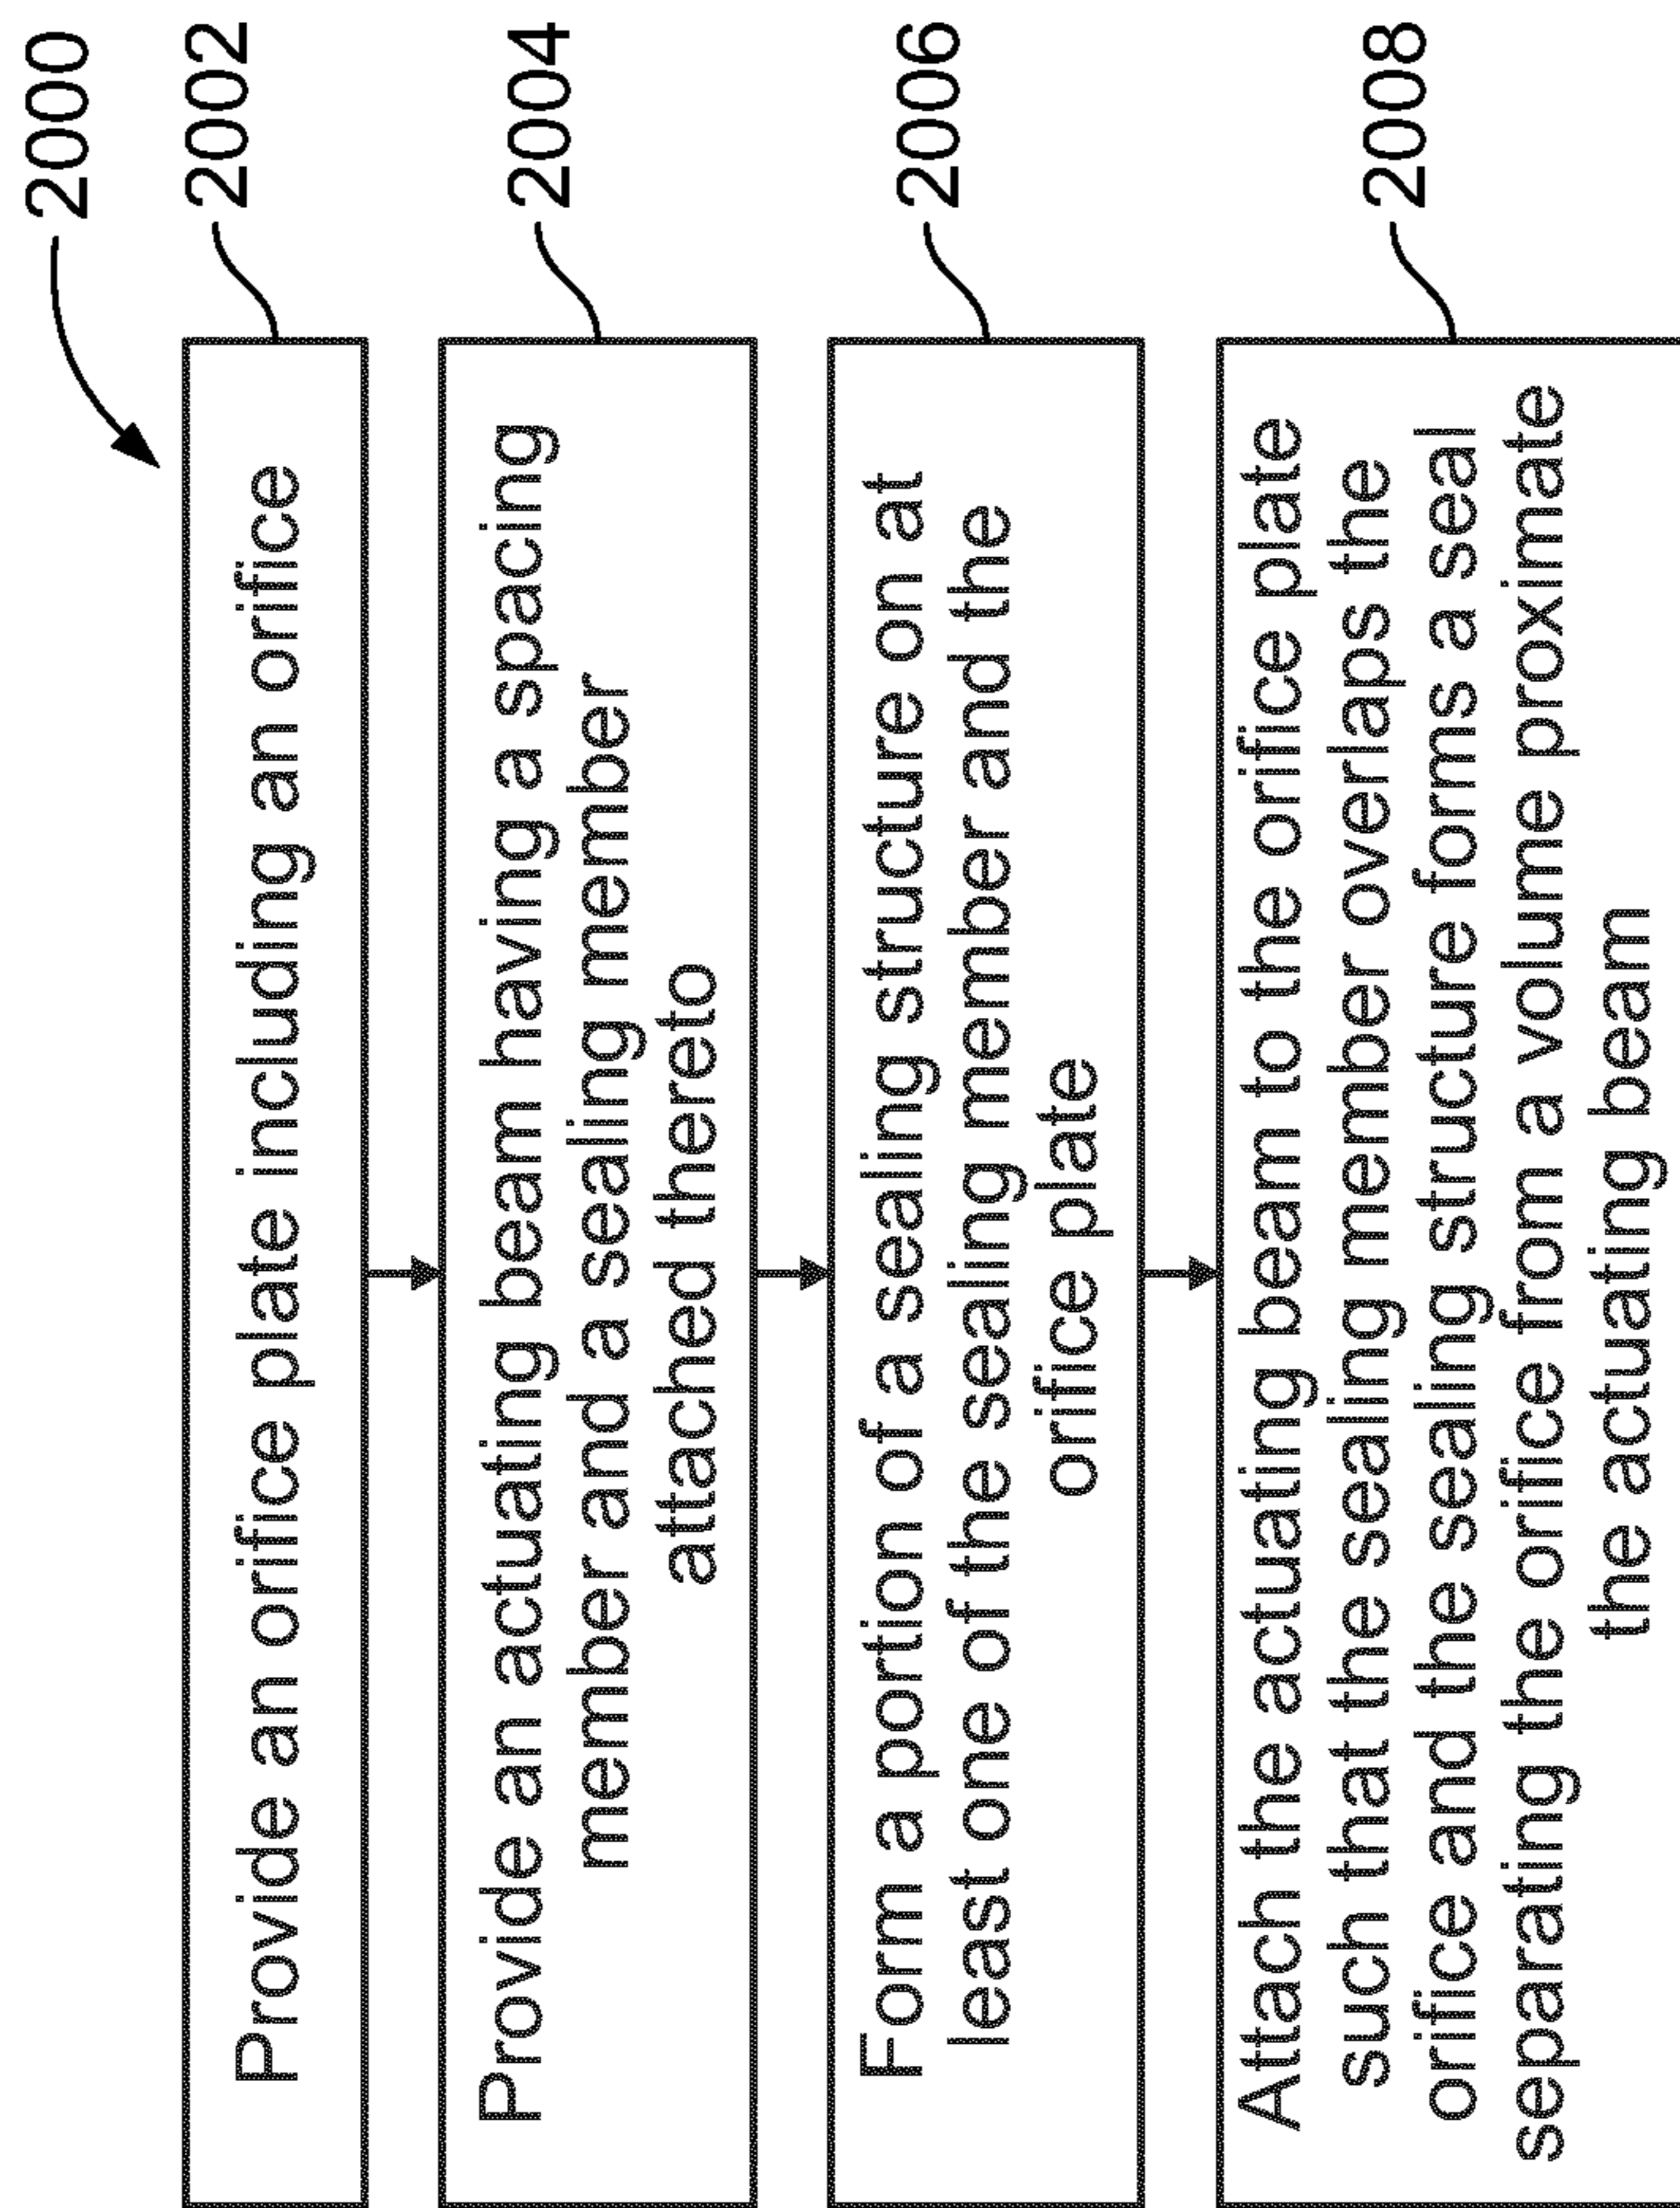 2000
2002
Provide an orifice plate including an orifice
2004
Provide an actuating beam having a spacing
member and a sealing member
attached thereto
2006
Form a portion of a sealing structure on at
least one of the sealing member and the
orifice plate
2008
Attach the actuating beam to the orifice plate
such that the sealing member overlaps the
orifice and the sealing structure forms a seal
separating the orifice from a volume proximate
the actuating beam